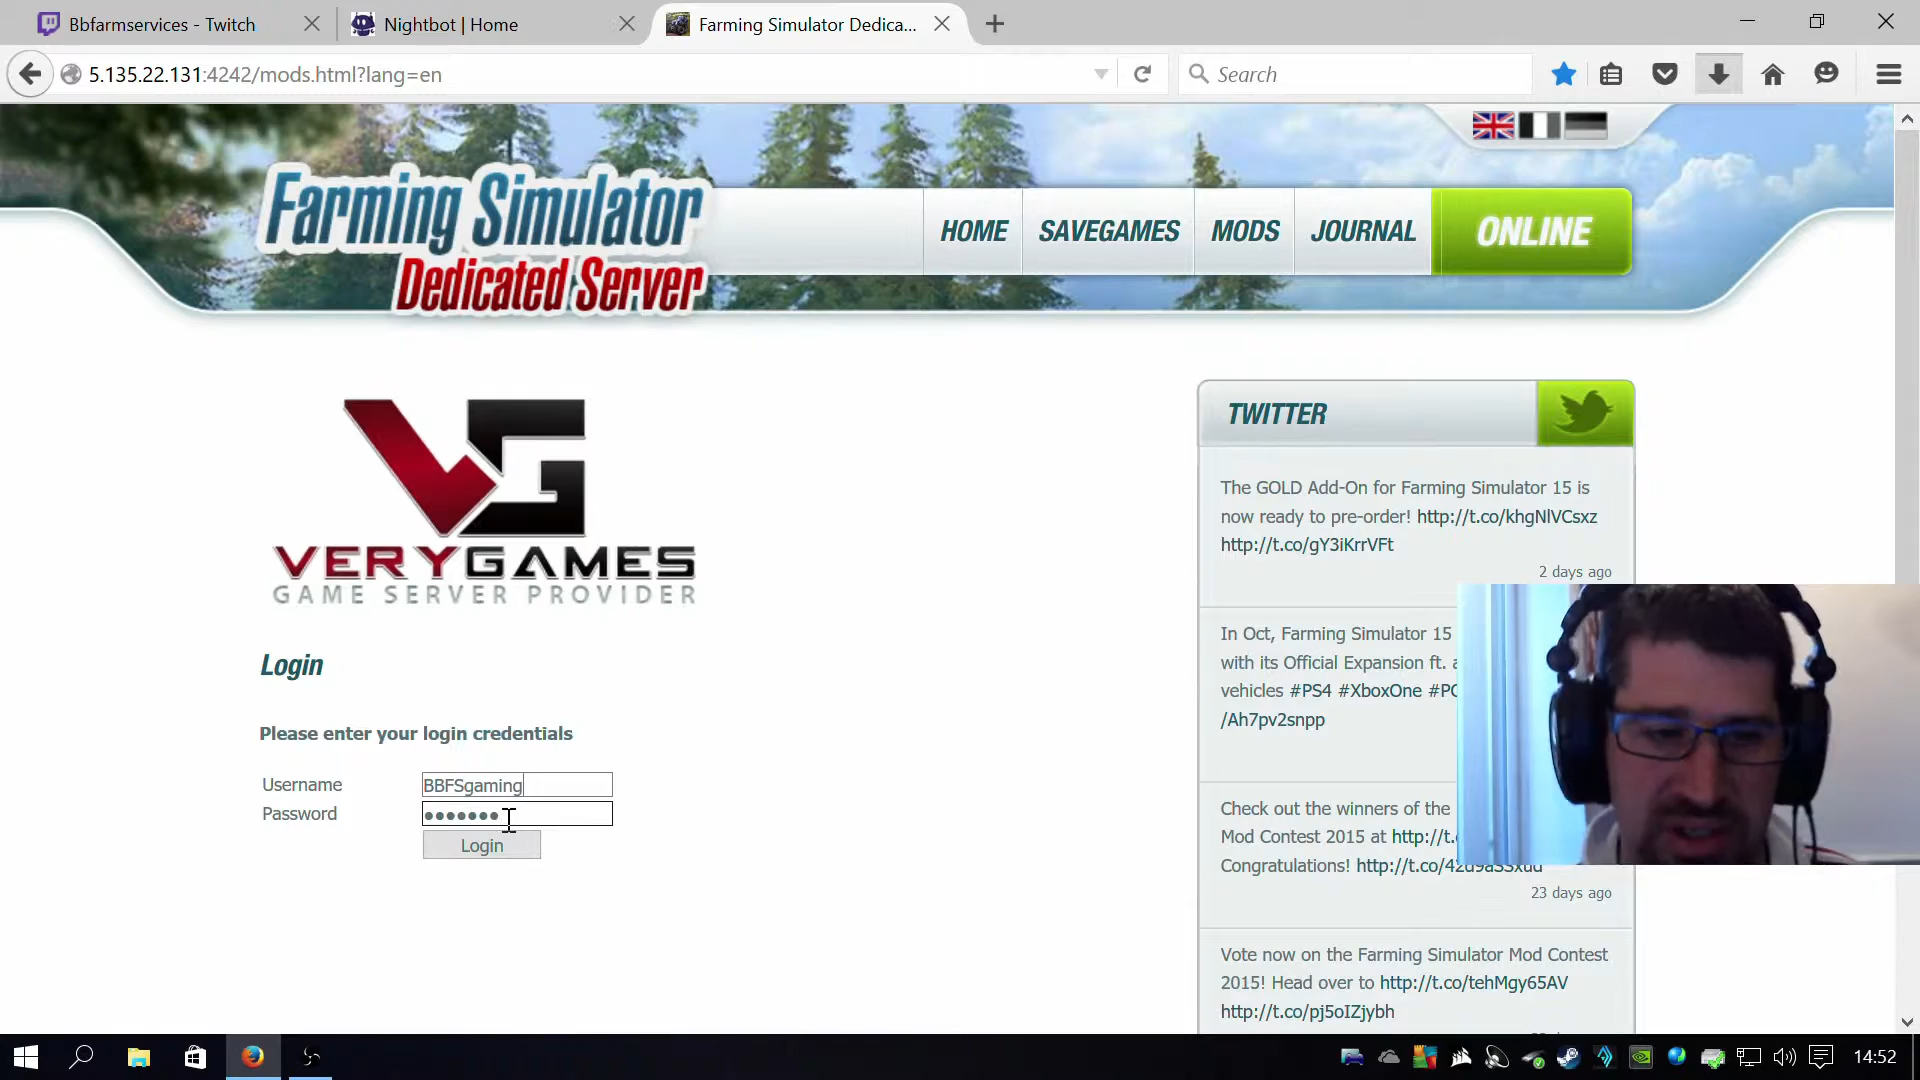 Bbfarmservices - Twitch
Nightbot | Home
Farming Simulator Dedica...
5.135.22.131:4242/mods.html?lang=en
Search
Farming Simulator
Dedicated Server
HOME
SAVEGAMES
MODS
JOURNAL
ONLINE
VG
VERYGAMES
GAME SERVER PROVIDER
Login
Please enter your login credentials
Username
BBFSgaming
Password
Login
TWITTER
The GOLD Add-On for Farming Simulator 15 is
now ready to pre-order! http://t.co/khgNlVCsxz
http://t.co/gY3iKrrVFt
2 days ago
In Oct, Farming Simulator 15
with its Official Expansion ft. a
vehicles #PS4 #XboxOne #PC
/Ah7pv2snpp
Check out the winners of the
Mod Contest 2015 at http://t.
Congratulations! 
23 days ago
Vote now on the Farming Simulator Mod Contest
2015! Head over to http://t.co/tehMgy65AV
http://t.co/pj5oIZjybh
14:52